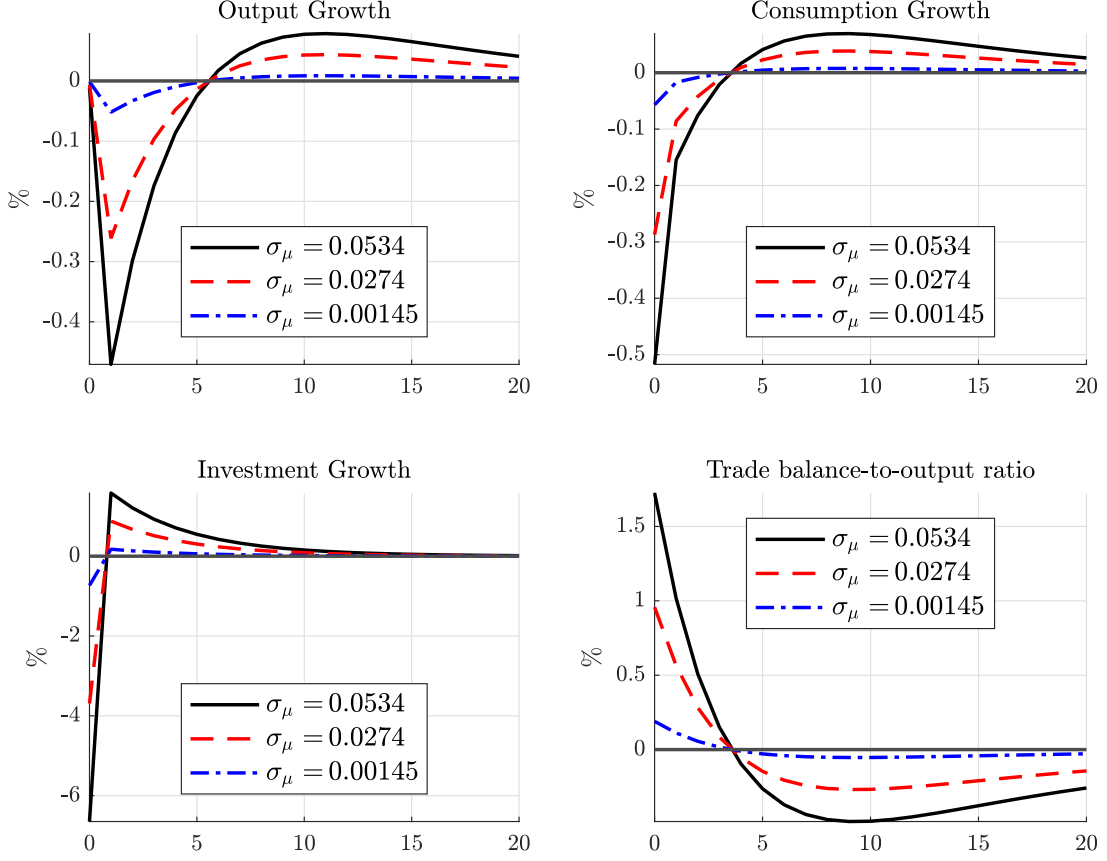 Output Growth
0
-0.1
-0.2
-0.3
-0.4
%
σμ = 0.0534
σμ = 0.0274
σμ = 0.00145
0 5 10 15 20
Consumption Growth
0
-0.1
-0.2
-0.3
-0.4
-0.5
%
σμ = 0.0534
σμ = 0.0274
σμ = 0.00145
0 5 10 15 20
Investment Growth
0
-2
-4
-6
%
σμ = 0.0534
σμ = 0.0274
σμ = 0.00145
0 5 10 15 20
Trade balance-to-output ratio
1.5
1
0.5
0
%
σμ = 0.0534
σμ = 0.0274
σμ = 0.00145
0 5 10 15 20